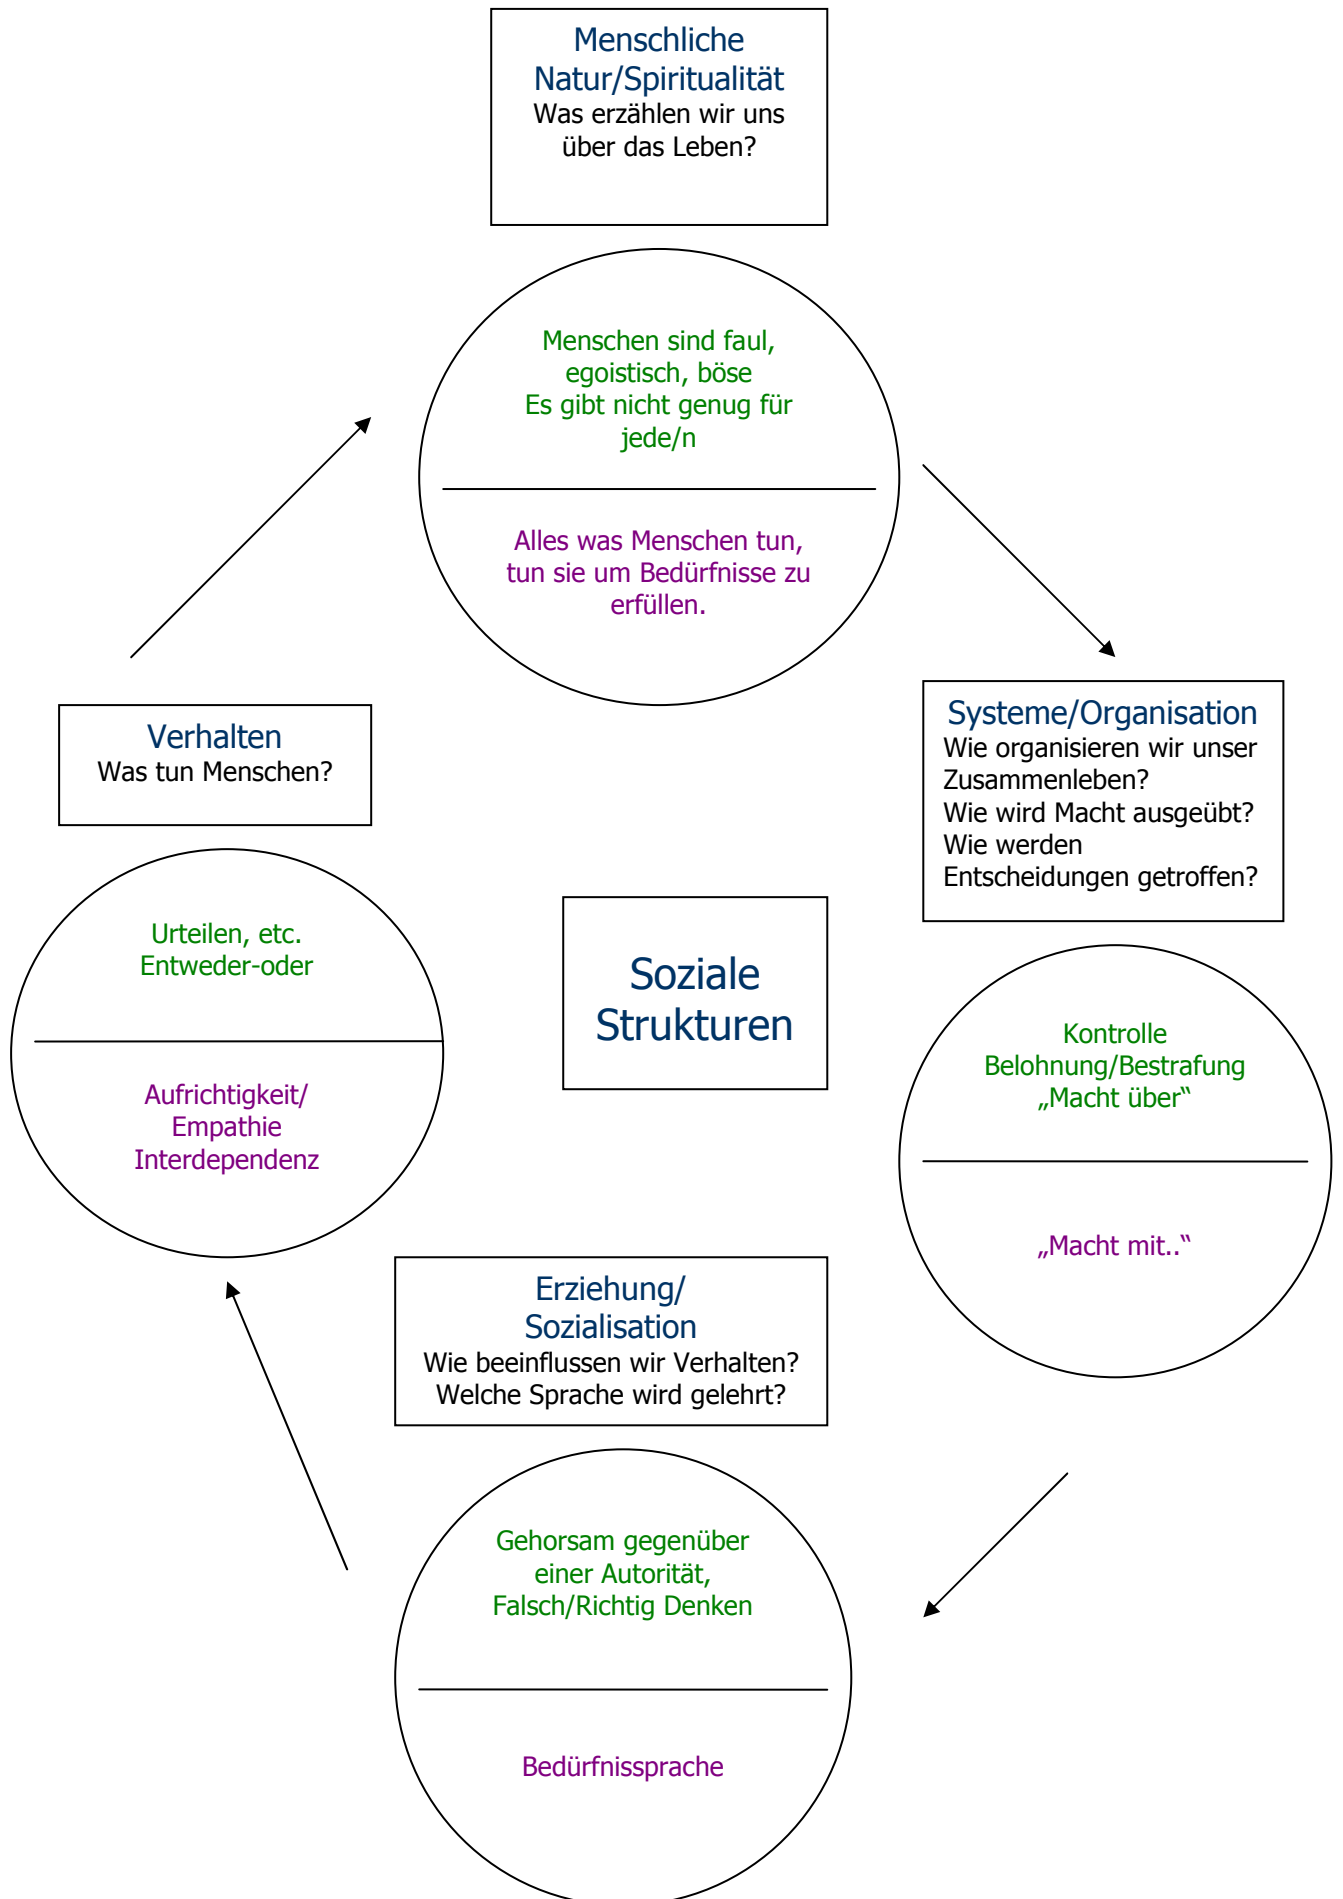 Menschliche
Natur/Spiritualität
Was erzählen wir uns
über das Leben?
Menschen sind faul,
egoistisch, böse
Es gibt nicht genug für
jede/n
Alles was Menschen tun,
tun sie um Bedürfnisse zu
erfüllen.
Verhalten
Was tun Menschen?
Systeme/Organisation
Wie organisieren wir unser
Zusammenleben?
Wie wird Macht ausgeübt?
Wie werden
Entscheidungen getroffen?
Urteilen, etc.
Entweder-oder
Aufrichtigkeit/
Empathie
Interdependenz
Soziale
Strukturen
Kontrolle
Belohnung/Bestrafung
„Macht über“
„Macht mit..“
Erziehung/
Sozialisation
Wie beeinflussen wir Verhalten?
Welche Sprache wird gelehrt?
Gehorsam gegenüber
einer Autorität,
Falsch/Richtig Denken
Bedürfnissprache